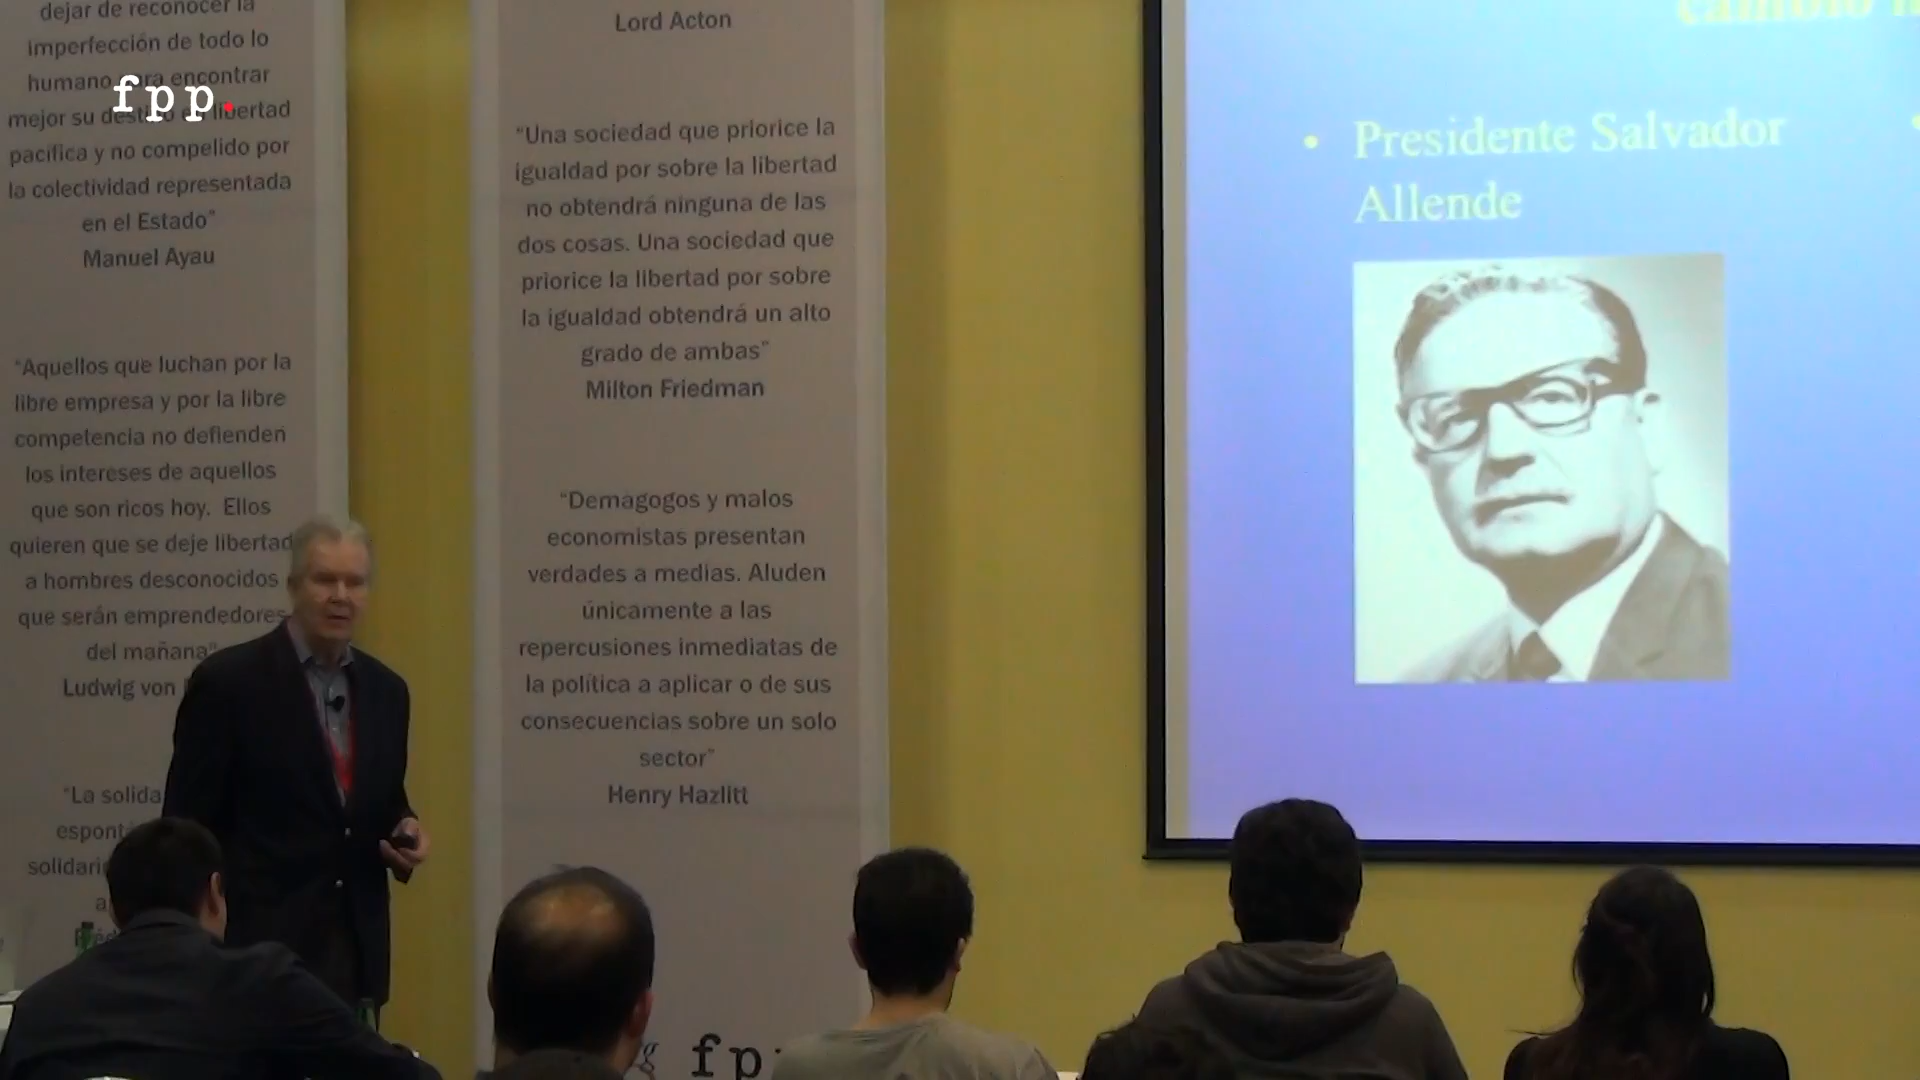 dejar de reconocer la
imperfección de todo lo
humano para encontrar
mejor su destino en libertad
pacífica y no compelido por
la colectividad representada
en el Estado”
Manuel Ayau
“Aquellos que luchan por la
libre empresa y por la libre
competencia no defienden
los intereses de aquellos
que son ricos hoy. Ellos
quieren que se deje libertad
a hombres desconocidos
que serán emprendedores
del mañana”
Ludwig von
“La solida
espont
solidari
fpp.
Lord Acton
“Una sociedad que priorice la
igualdad por sobre la libertad
no obtendrá ninguna de las
dos cosas. Una sociedad que
priorice la libertad por sobre
la igualdad obtendrá un alto
grado de ambas”
Milton Friedman
“Demagogos y malos
economistas presentan
verdades a medias. Aluden
únicamente a las
repercusiones inmediatas de
la política a aplicar o de sus
consecuencias sobre un solo
sector”
Henry Hazlitt
fp
cambio
• Presidente Salvador
Allende